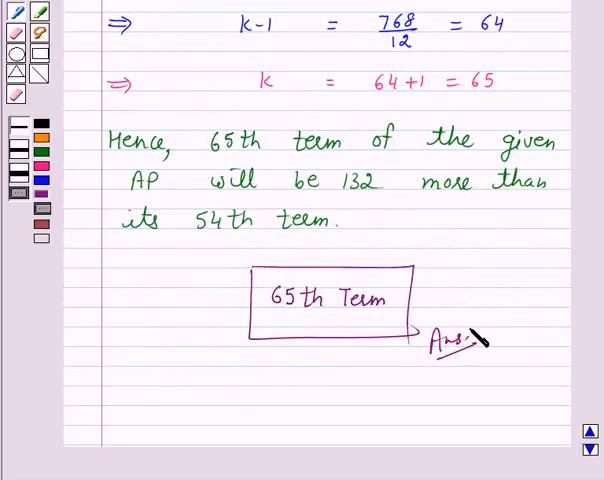 ⇒ k-1 = 768/12 = 64
⇒ k = 64+1 = 65
Hence, 65th term of the given
AP will be 132 more than
its 54th term.
65th Term
Ans.